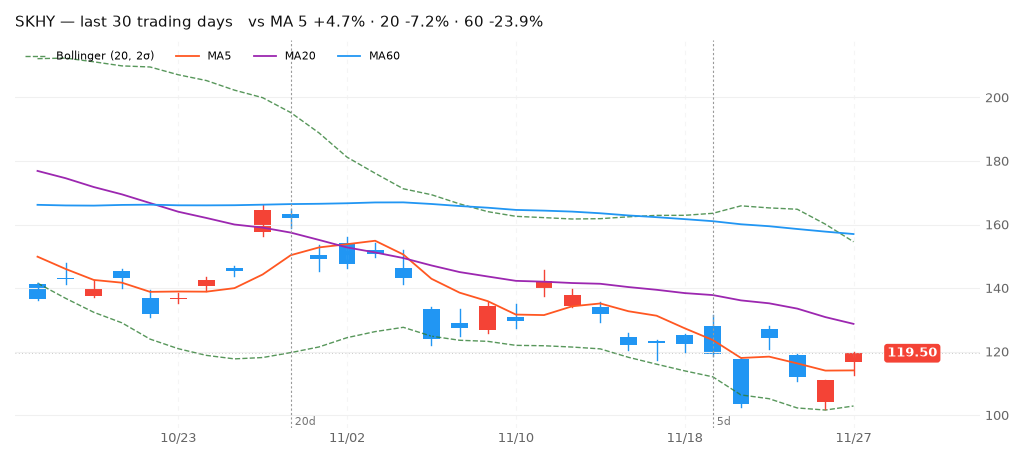 SKHY — last 30 trading days   vs MA 5 +4.7% · 20 -7.2% · 60 -23.9%
Bollinger (20, 2σ)   MA5   MA20   MA60
200
180
160
140
120
119.50
100
20d   5d
10/23   11/02   11/10   11/18   11/27